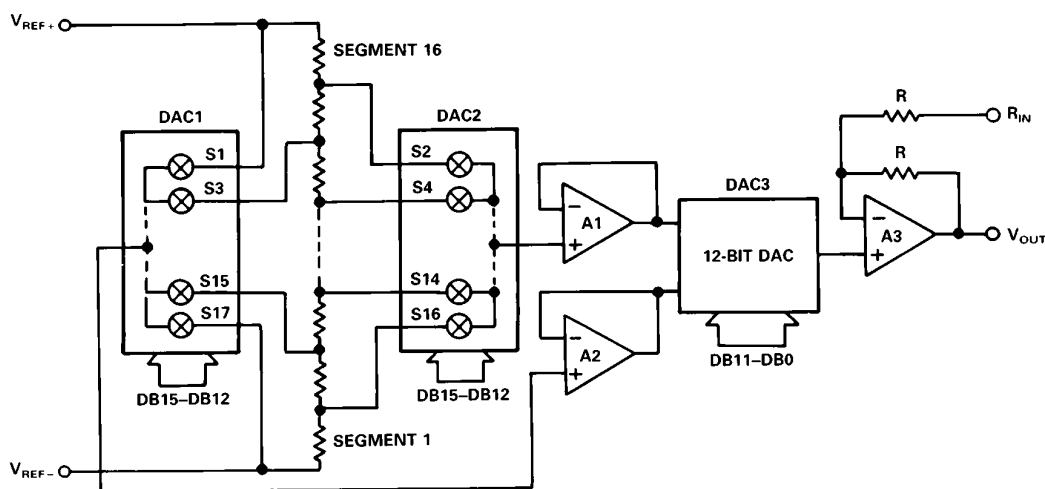 V_REF+
SEGMENT 16
R
R_IN
DAC1
DAC2
S1
S2
R
S3
S4
DAC3
A1
−
+
12-BIT DAC
A3
−
+
V_OUT
S15
S14
S17
S16
A2
−
+
DB15–DB12
DB15–DB12
DB11–DB0
SEGMENT 1
V_REF−